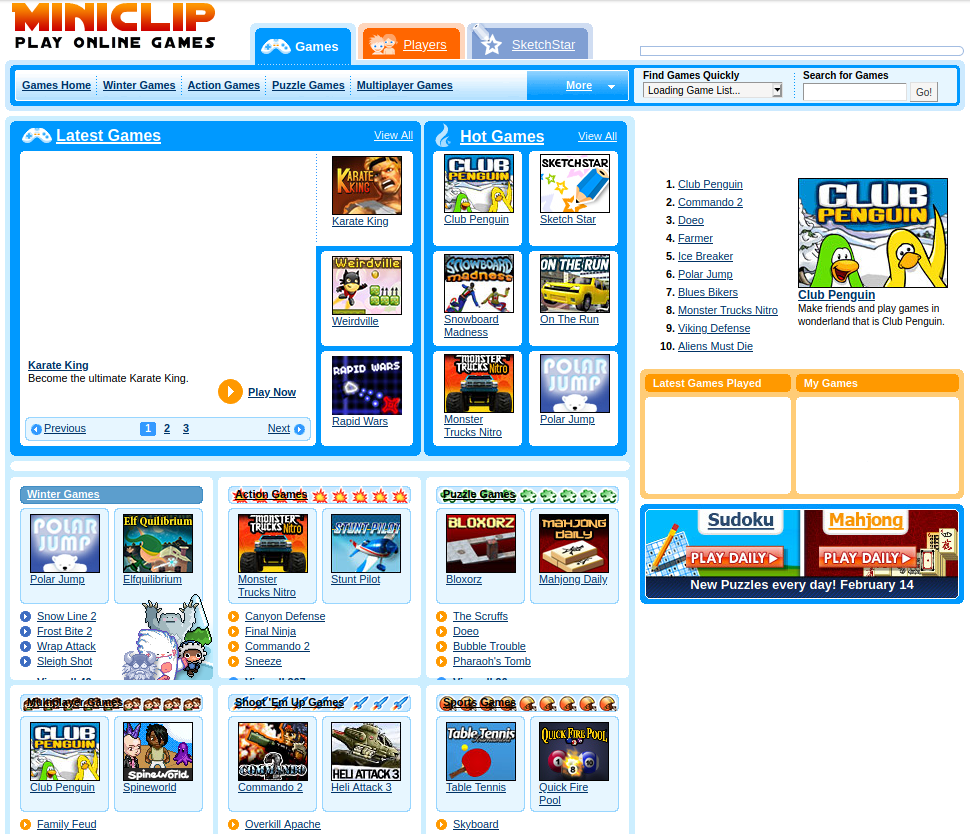 MINICLIP
PLAY ONLINE GAMES
Games
Players
SketchStar
Games Home
Winter Games
Action Games
Puzzle Games
Multiplayer Games
More
Find Games Quickly
Loading Game List...
Search for Games
Go!
Latest Games
View All
Karate King
Become the ultimate Karate King.
Play Now
Previous
1
2
3
Next
KARATE KING
Karate King
Weirdville
Weirdville
RAPID WARS
Rapid Wars
Hot Games
View All
CLUB PENGUIN
Club Penguin
SKETCHSTAR
Sketch Star
SNOWBOARD madness
Snowboard
Madness
ON THE RUN
On The Run
MONSTER TRUCKS Nitro
Monster
Trucks Nitro
POLAR JUMP
Polar Jump
1. Club Penguin
2. Commando 2
3. Doeo
4. Farmer
5. Ice Breaker
6. Polar Jump
7. Blues Bikers
8. Monster Trucks Nitro
9. Viking Defense
10. Aliens Must Die
CLUB PENGUIN
Club Penguin
Make friends and play games in
wonderland that is Club Penguin.
Latest Games Played
My Games
Sudoku
PLAY DAILY
Mahjong
PLAY DAILY
New Puzzles every day! February 14
Winter Games
POLAR JUMP
Polar Jump
Elf Quilibrium
Elfquilibrium
Snow Line 2
Frost Bite 2
Wrap Attack
Sleigh Shot
Action Games
MONSTER TRUCKS Nitro
Monster
Trucks Nitro
STUNT-PILOT
Stunt Pilot
Canyon Defense
Final Ninja
Commando 2
Sneeze
Puzzle Games
BLOXORZ
Bloxorz
MAHJONG DAILY
Mahjong Daily
The Scruffs
Doeo
Bubble Trouble
Pharaoh's Tomb
Multiplayer Games
CLUB PENGUIN
Club Penguin
SpineWorld
Spineworld
Family Feud
Shoot 'Em Up Games
COMMANDO 2
Commando 2
HELI ATTACK 3
Heli Attack 3
Overkill Apache
Sports Games
Table Tennis
Table Tennis
QUICK FIRE POOL
1 8 10
Quick Fire
Pool
Skyboard